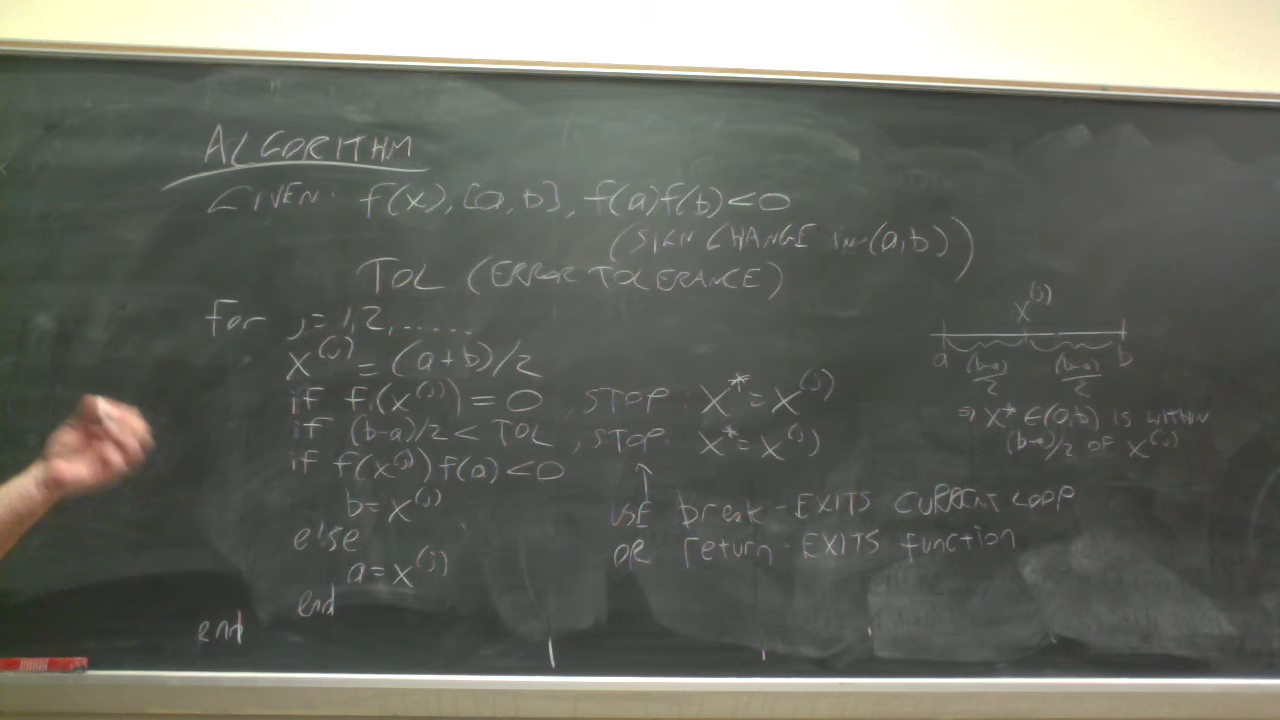 ALGORITHM
GIVEN: f(x), [a, b], f(a)f(b)<0
(SIGN CHANGE IN (a,b))
TOL (ERROR TOLERANCE)
For j=1,2,......
x^(j) = (a+b)/2
if f(x^(j)) = 0, STOP: x*=x^(j)
if (b-a)/2 < TOL, STOP: x*=x^(j)
if f(x^(j)) f(a) <0
b= x^(j)
else
a=x^(j)
end
end
↑
USE break - EXITS CURRENT LOOP
OR return - EXITS function
x^(j)
a (b-a)/2 (b-a)/2 b
⇒ x* ∈ (a,b) IS WITHIN
(b-a)/2 OF x^(j)